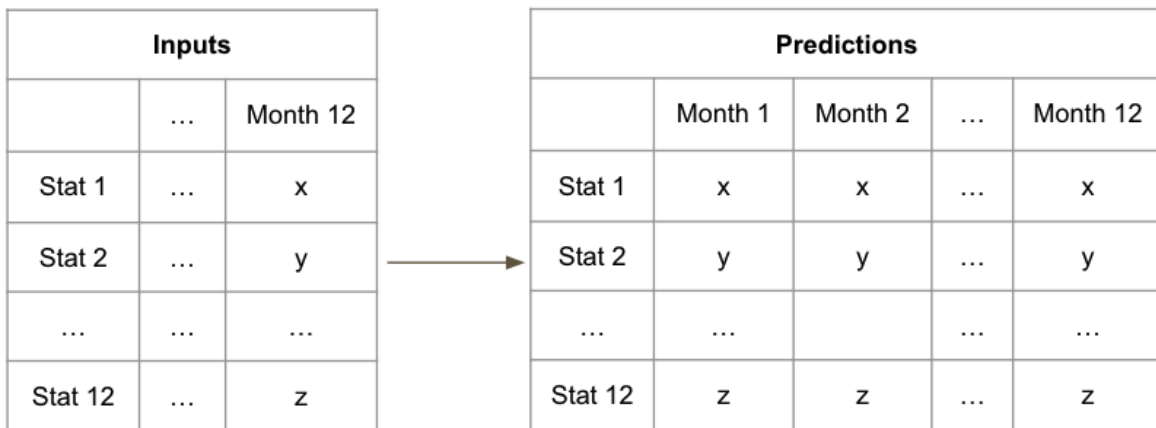 Inputs
… Month 12
Stat 1 … x
Stat 2 … y
… … …
Stat 12 … z
Predictions
Month 1 Month 2 … Month 12
Stat 1 x x … x
Stat 2 y y … y
… … … …
Stat 12 z z … z